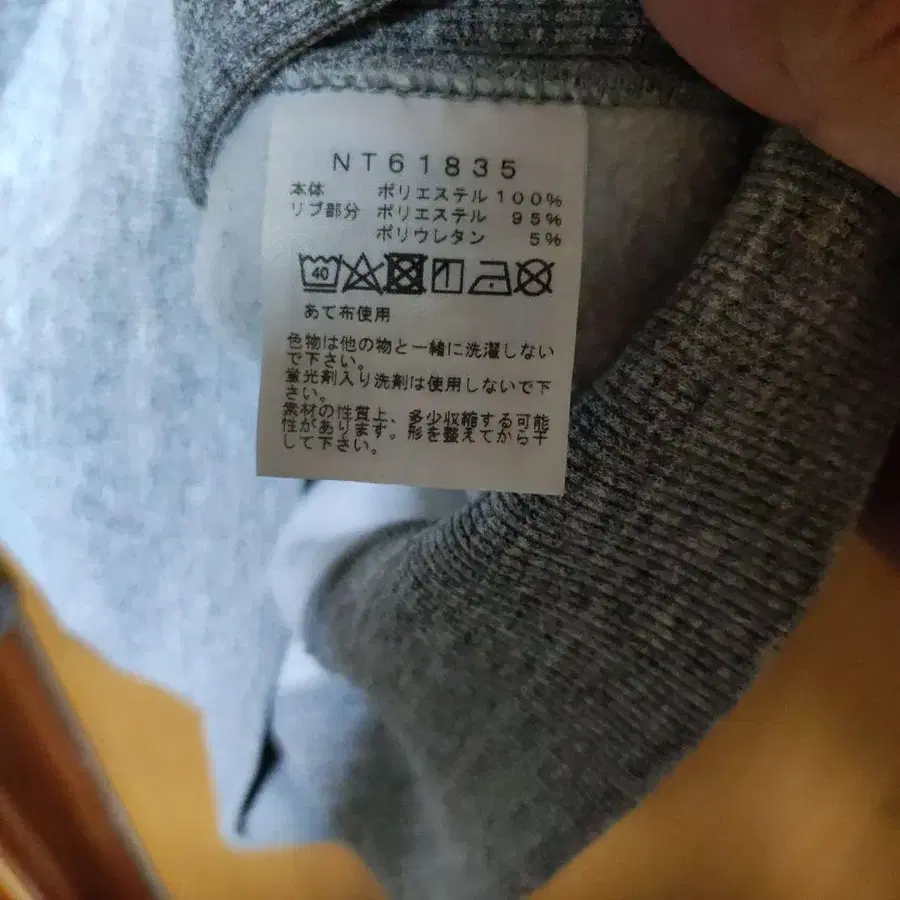 NT61835
本体 ポリエステル 100%
リブ部分 ポリエステル 95%
ポリウレタン 5%
40
あて布使用
色物は他の物と一緒に洗濯しない
で下さい。
蛍光剤入り洗剤は使用しないで下
さい。
素材の性質上、多少収縮する可能
性があります。形を整えてから干
して下さい。